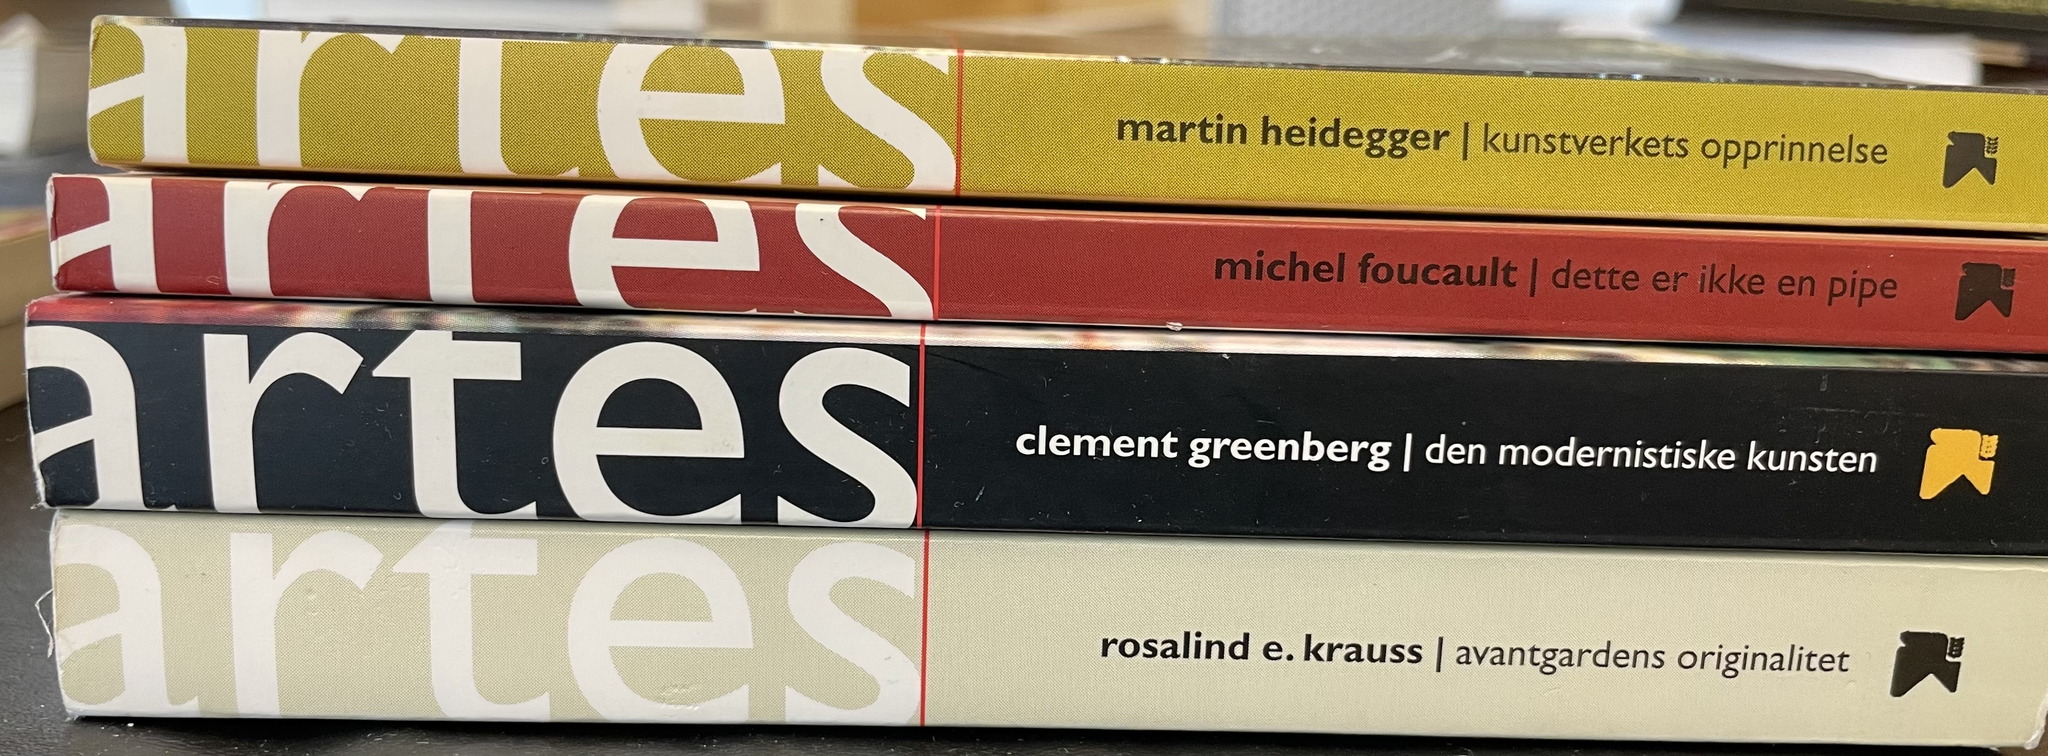 artes martin heidegger | kunstverkets opprinnelse
artes michel foucault | dette er ikke en pipe
artes clement greenberg | den modernistiske kunsten
artes rosalind e. krauss | avantgardens originalitet